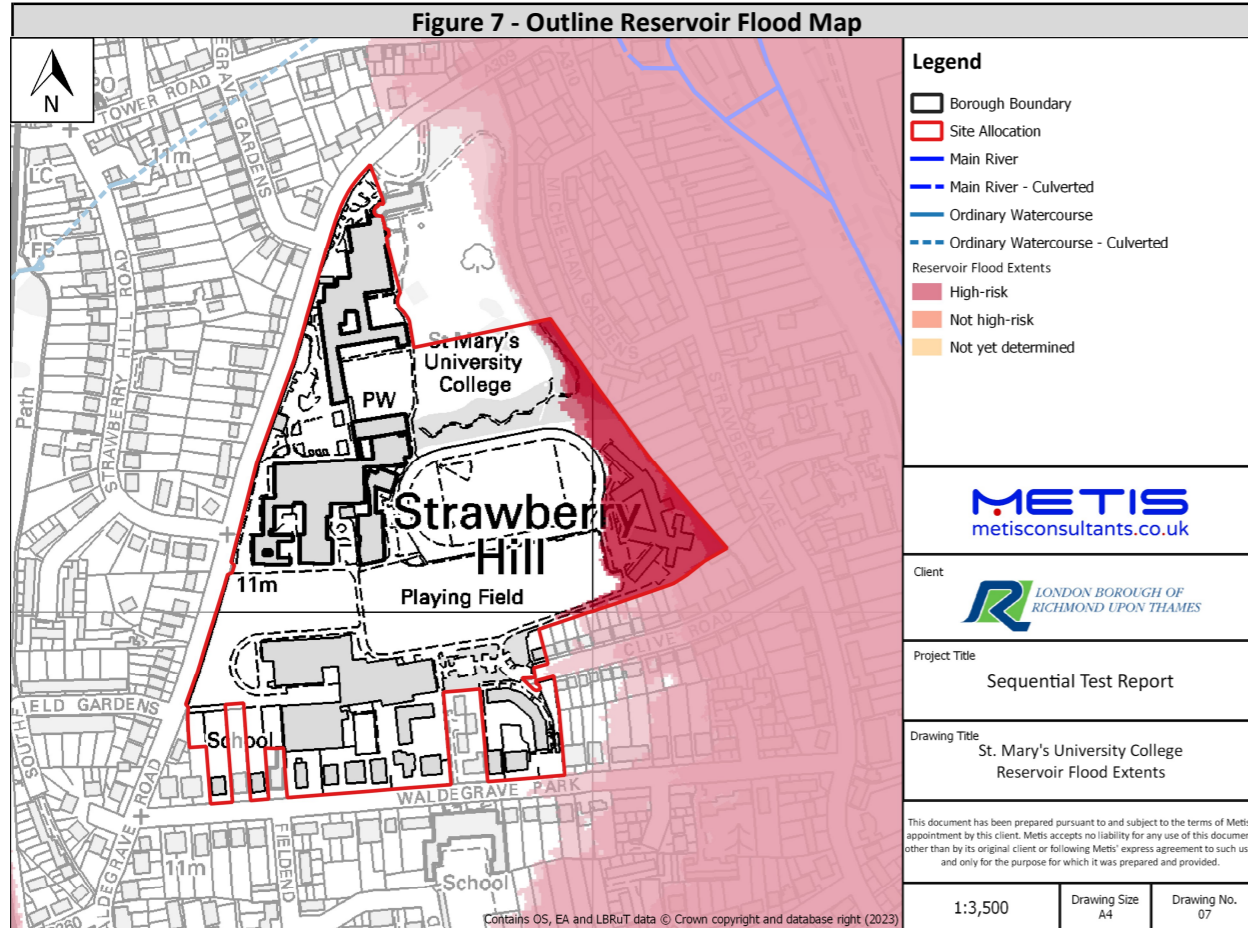 Figure 7 - Outline Reservoir Flood Map
N
PO
TOWER ROAD
EGRAVE GARDENS
11m
LC
FB
Path
STRAWBERRY HILL ROAD
A309
A310
MICHELHAM GARDENS
STRAWBERRY VALE
St Mary's
University
College
PW
Strawberry
Hill
11m
Playing Field
CLIVE ROAD
SOUTHFIELD GARDENS
School
WALDEGRAVE ROAD
WALDEGRAVE PARK
FIELDEND
11m
School
Contains OS, EA and LBRuT data © Crown copyright and database right (2023)
Legend
Borough Boundary
Site Allocation
Main River
Main River - Culverted
Ordinary Watercourse
Ordinary Watercourse - Culverted
Reservoir Flood Extents
High-risk
Not high-risk
Not yet determined
METIS
metisconsultants.co.uk
Client
LONDON BOROUGH OF
RICHMOND UPON THAMES
Project Title
Sequential Test Report
Drawing Title
St. Mary's University College
Reservoir Flood Extents
This document has been prepared pursuant to and subject to the terms of Metis
appointment by this client. Metis accepts no liability for any use of this documen
other than by its original client or following Metis' express agreement to such us
and only for the purpose for which it was prepared and provided.
1:3,500
Drawing Size
A4
Drawing No.
07